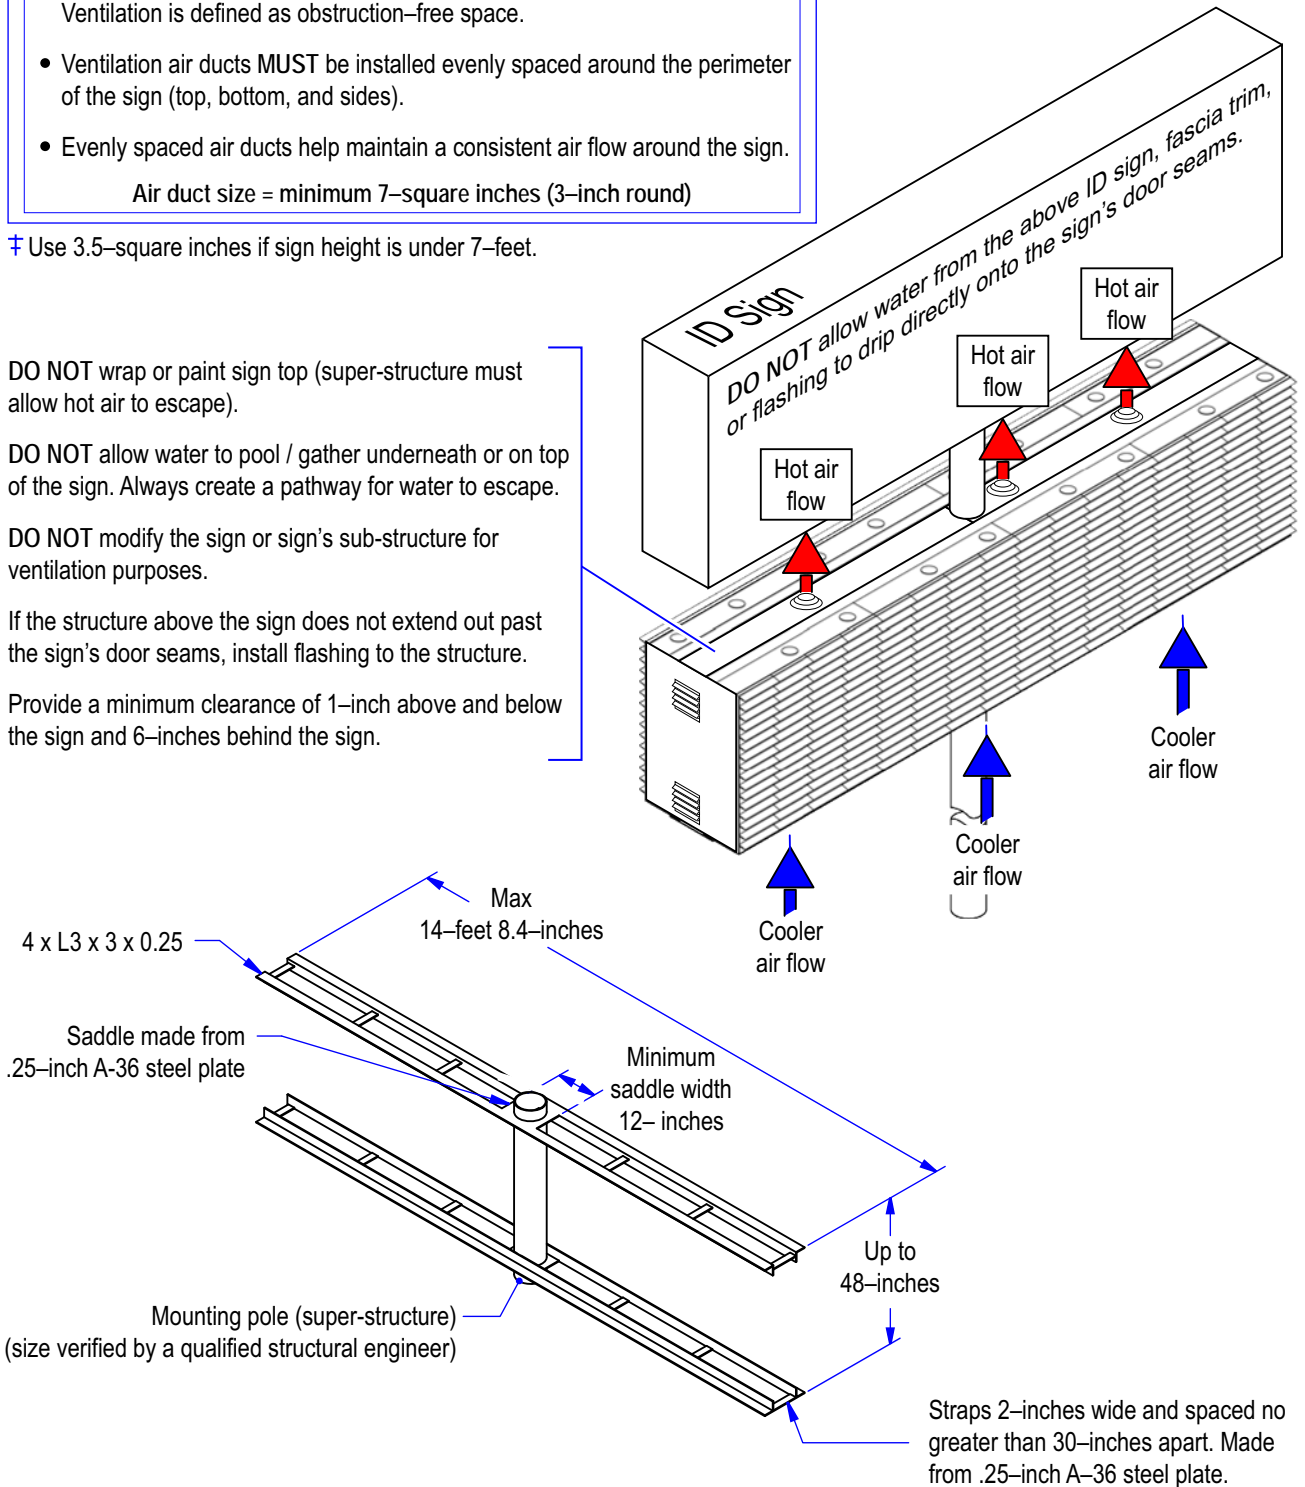 Ventilation is defined as obstruction–free space.
• Ventilation air ducts MUST be installed evenly spaced around the perimeter
of the sign (top, bottom, and sides).
• Evenly spaced air ducts help maintain a consistent air flow around the sign.
Air duct size = minimum 7–square inches (3–inch round)
‡ Use 3.5–square inches if sign height is under 7–feet.
ID Sign
DO NOT allow water from the above ID sign, fascia trim,
or flashing to drip directly onto the sign's door seams.
Hot air
flow
Hot air
flow
Hot air
flow
DO NOT wrap or paint sign top (super-structure must
allow hot air to escape).
DO NOT allow water to pool / gather underneath or on top
of the sign. Always create a pathway for water to escape.
DO NOT modify the sign or sign's sub-structure for
ventilation purposes.
If the structure above the sign does not extend out past
the sign's door seams, install flashing to the structure.
Provide a minimum clearance of 1–inch above and below
the sign and 6–inches behind the sign.
Cooler
air flow
Cooler
air flow
Cooler
air flow
Max
14–feet 8.4–inches
4 x L3 x 3 x 0.25
Saddle made from
.25–inch A-36 steel plate
Minimum
saddle width
12– inches
Up to
48–inches
Mounting pole (super-structure)
(size verified by a qualified structural engineer)
Straps 2–inches wide and spaced no
greater than 30–inches apart. Made
from .25–inch A–36 steel plate.